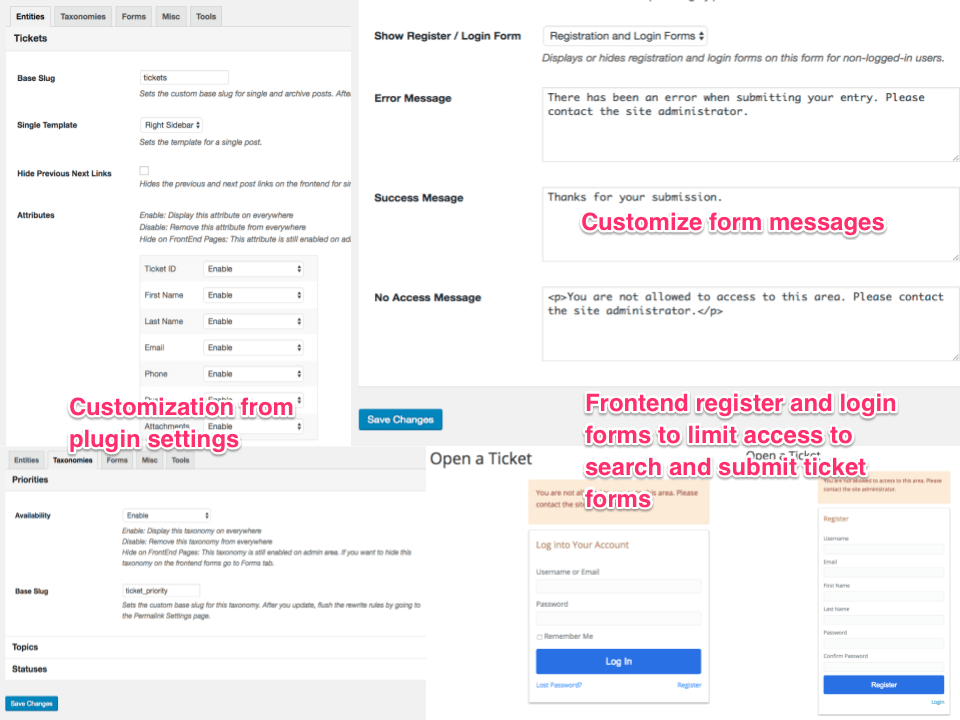 Entities Taxonomies Forms Misc Tools
Tickets
Base Slug tickets
Sets the custom base slug for single and archive posts. After
Single Template Right Sidebar
Sets the template for a single post.
Hide Previous Next Links
Hides the previous and next post links on the frontend for sin
Attributes Enable: Display this attribute on everywhere
Disable: Remove this attribute from everywhere
Hide on FrontEnd Pages: This attribute is still enabled on ad
Ticket ID Enable
First Name Enable
Last Name Enable
Email Enable
Phone Enable
Attachments Enable
Customization from
plugin settings
Show Register / Login Form Registration and Login Forms
Displays or hides registration and login forms on this form for non-logged-in users.
Error Message There has been an error when submitting your entry. Please
contact the site administrator.
Success Mesage Thanks for your submission.
Customize form messages
No Access Message <p>You are not allowed to access to this area. Please contact
the site administrator.</p>
Save Changes
Frontend register and login
forms to limit access to
search and submit ticket
forms
Entities Taxonomies Forms Misc Tools
Priorities
Availability Enable
Enable: Display this taxonomy on everywhere
Disable: Remove this taxonomy from everywhere
Hide on FrontEnd Pages: This taxonomy is still enabled on admin area. If you want to hide this
taxonomy on the frontend forms go to Forms tab.
Base Slug ticket_priority
Sets the custom base slug for this taxonomy. After you update, flush the rewrite rules by going to
the Permalink Settings page.
Topics
Statuses
Save Changes
Open a Ticket
You are not all this area. Please
contact the sit
Log into Your Account
Username or Email
Password
Remember Me
Log In
Lost Password? Register
Open a Ticket
You are not allowed to access to this area. Please
contact the site administrator.
Register
Username
Email
First Name
Last Name
Password
Confirm Password
Register
Login